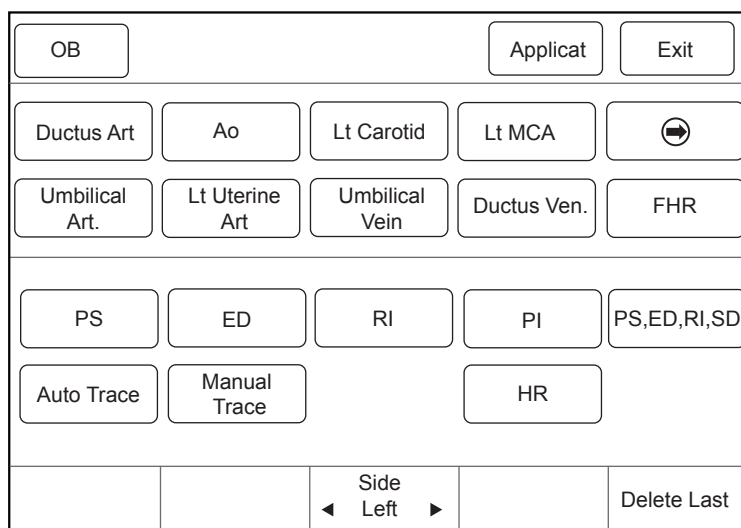 OB
Applicat
Exit
Ductus Art
Ao
Lt Carotid
Lt MCA
Umbilical
Art.
Lt Uterine
Art
Umbilical
Vein
Ductus Ven.
FHR
PS
ED
RI
PI
PS,ED,RI,SD
Auto Trace
Manual
Trace
HR
Side
Left
Delete Last